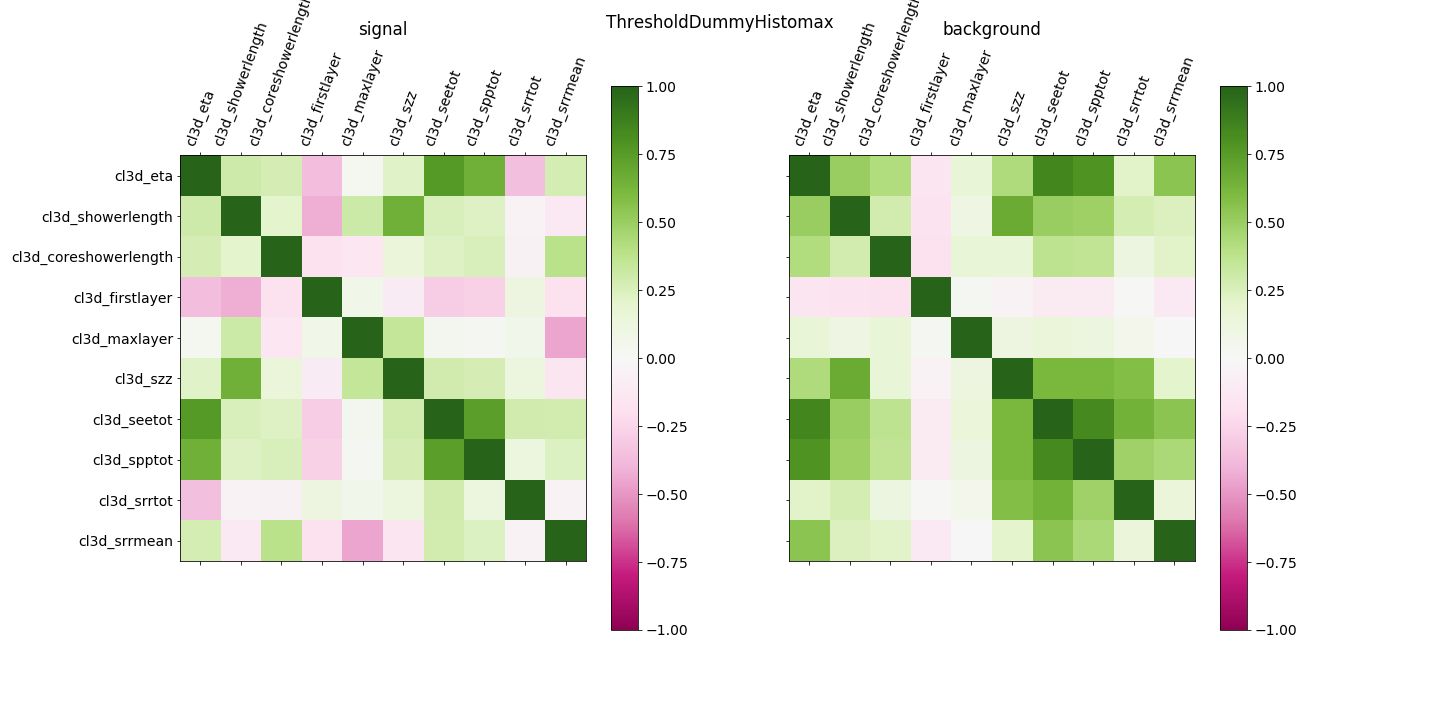 ThresholdDummyHistomax
signal
background
cl3d_eta
cl3d_showerlength
cl3d_coreshowerlength
cl3d_firstlayer
cl3d_maxlayer
cl3d_szz
cl3d_seetot
cl3d_spptot
cl3d_srrtot
cl3d_srrmean
cl3d_eta
cl3d_showerlength
cl3d_coreshowerlength
cl3d_firstlayer
cl3d_maxlayer
cl3d_szz
cl3d_seetot
cl3d_spptot
cl3d_srrtot
cl3d_srrmean
cl3d_eta
cl3d_showerlength
cl3d_coreshowerlength
cl3d_firstlayer
cl3d_maxlayer
cl3d_szz
cl3d_seetot
cl3d_spptot
cl3d_srrtot
cl3d_srrmean
1.00
0.75
0.50
0.25
0.00
−0.25
−0.50
−0.75
−1.00
1.00
0.75
0.50
0.25
0.00
−0.25
−0.50
−0.75
−1.00